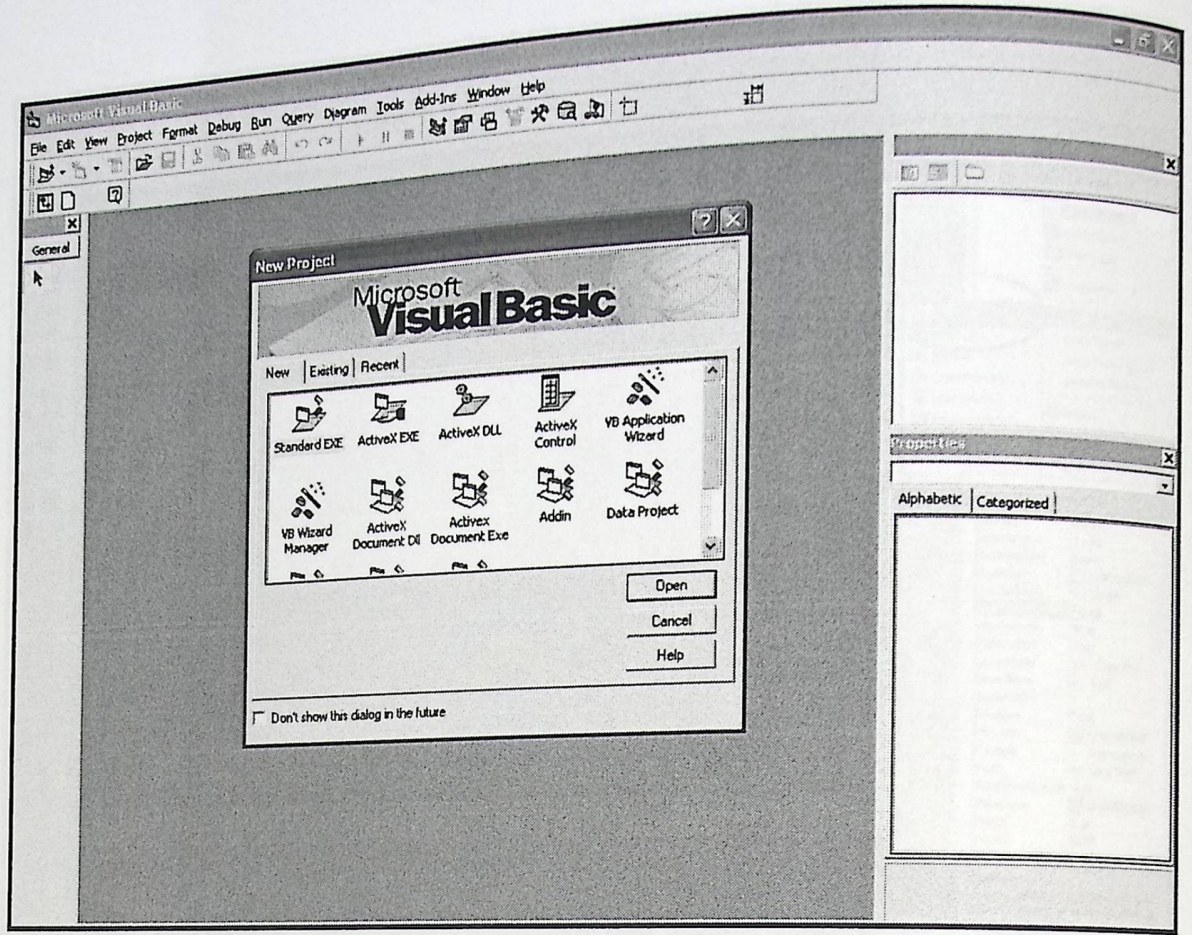 Microsoft Visual Basic
File Edit View Project Format Debug Run Query Diagram Tools Add-Ins Window Help
General
New Project
Microsoft
Visual Basic
New Existing Recent
Standard EXE ActiveX EXE ActiveX DLL ActiveX Control VB Application Wizard
VB Wizard Manager ActiveX Document Dll Activex Document Exe Addin Data Project
Open
Cancel
Help
Don't show this dialog in the future
Properties
Alphabetic Categorized